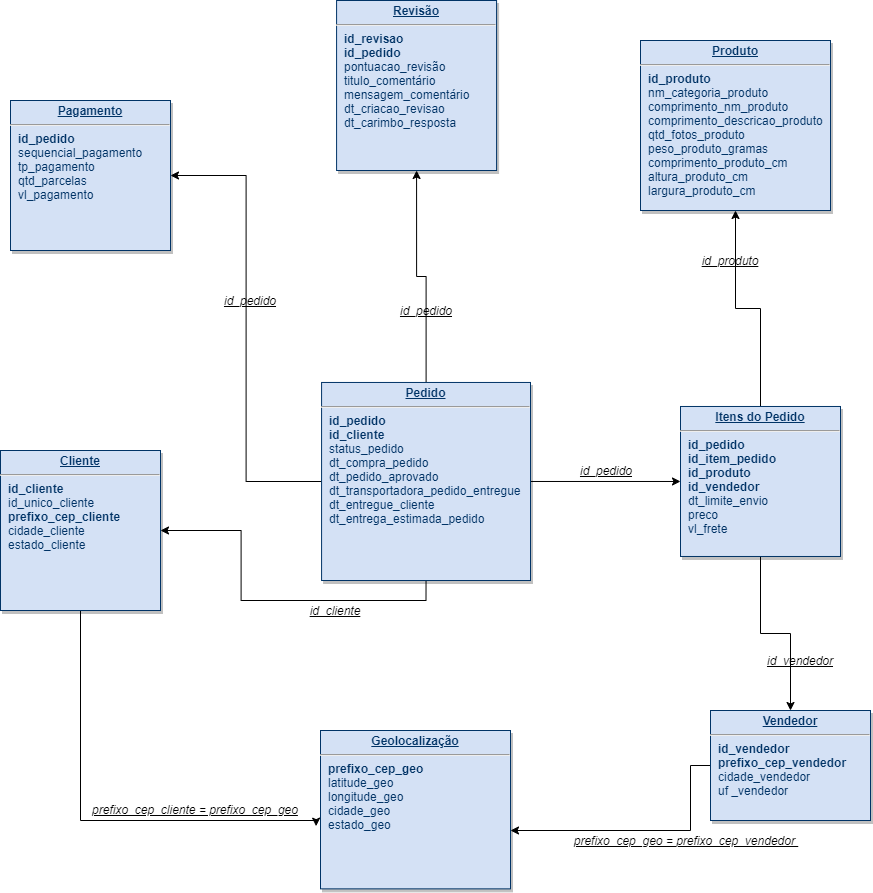 Revisão
id_revisao
id_pedido
pontuacao_revisão
titulo_comentário
mensagem_comentário
dt_criacao_revisao
dt_carimbo_resposta
Produto
id_produto
nm_categoria_produto
comprimento_nm_produto
comprimento_descricao_produto
qtd_fotos_produto
peso_produto_gramas
comprimento_produto_cm
altura_produto_cm
largura_produto_cm
Pagamento
id_pedido
sequencial_pagamento
tp_pagamento
qtd_parcelas
vl_pagamento
id_produto
id_pedido
id_pedido
Pedido
id_pedido
id_cliente
status_pedido
dt_compra_pedido
dt_pedido_aprovado
dt_transportadora_pedido_entregue
dt_entregue_cliente
dt_entrega_estimada_pedido
id_pedido
Itens do Pedido
id_pedido
id_item_pedido
id_produto
id_vendedor
dt_limite_envio
preco
vl_frete
Cliente
id_cliente
id_unico_cliente
prefixo_cep_cliente
cidade_cliente
estado_cliente
id_cliente
id_vendedor
Vendedor
id_vendedor
prefixo_cep_vendedor
cidade_vendedor
uf _vendedor
Geolocalização
prefixo_cep_geo
latitude_geo
longitude_geo
cidade_geo
estado_geo
prefixo_cep_cliente = prefixo_cep_geo
prefixo_cep_geo = prefixo_cep_vendedor